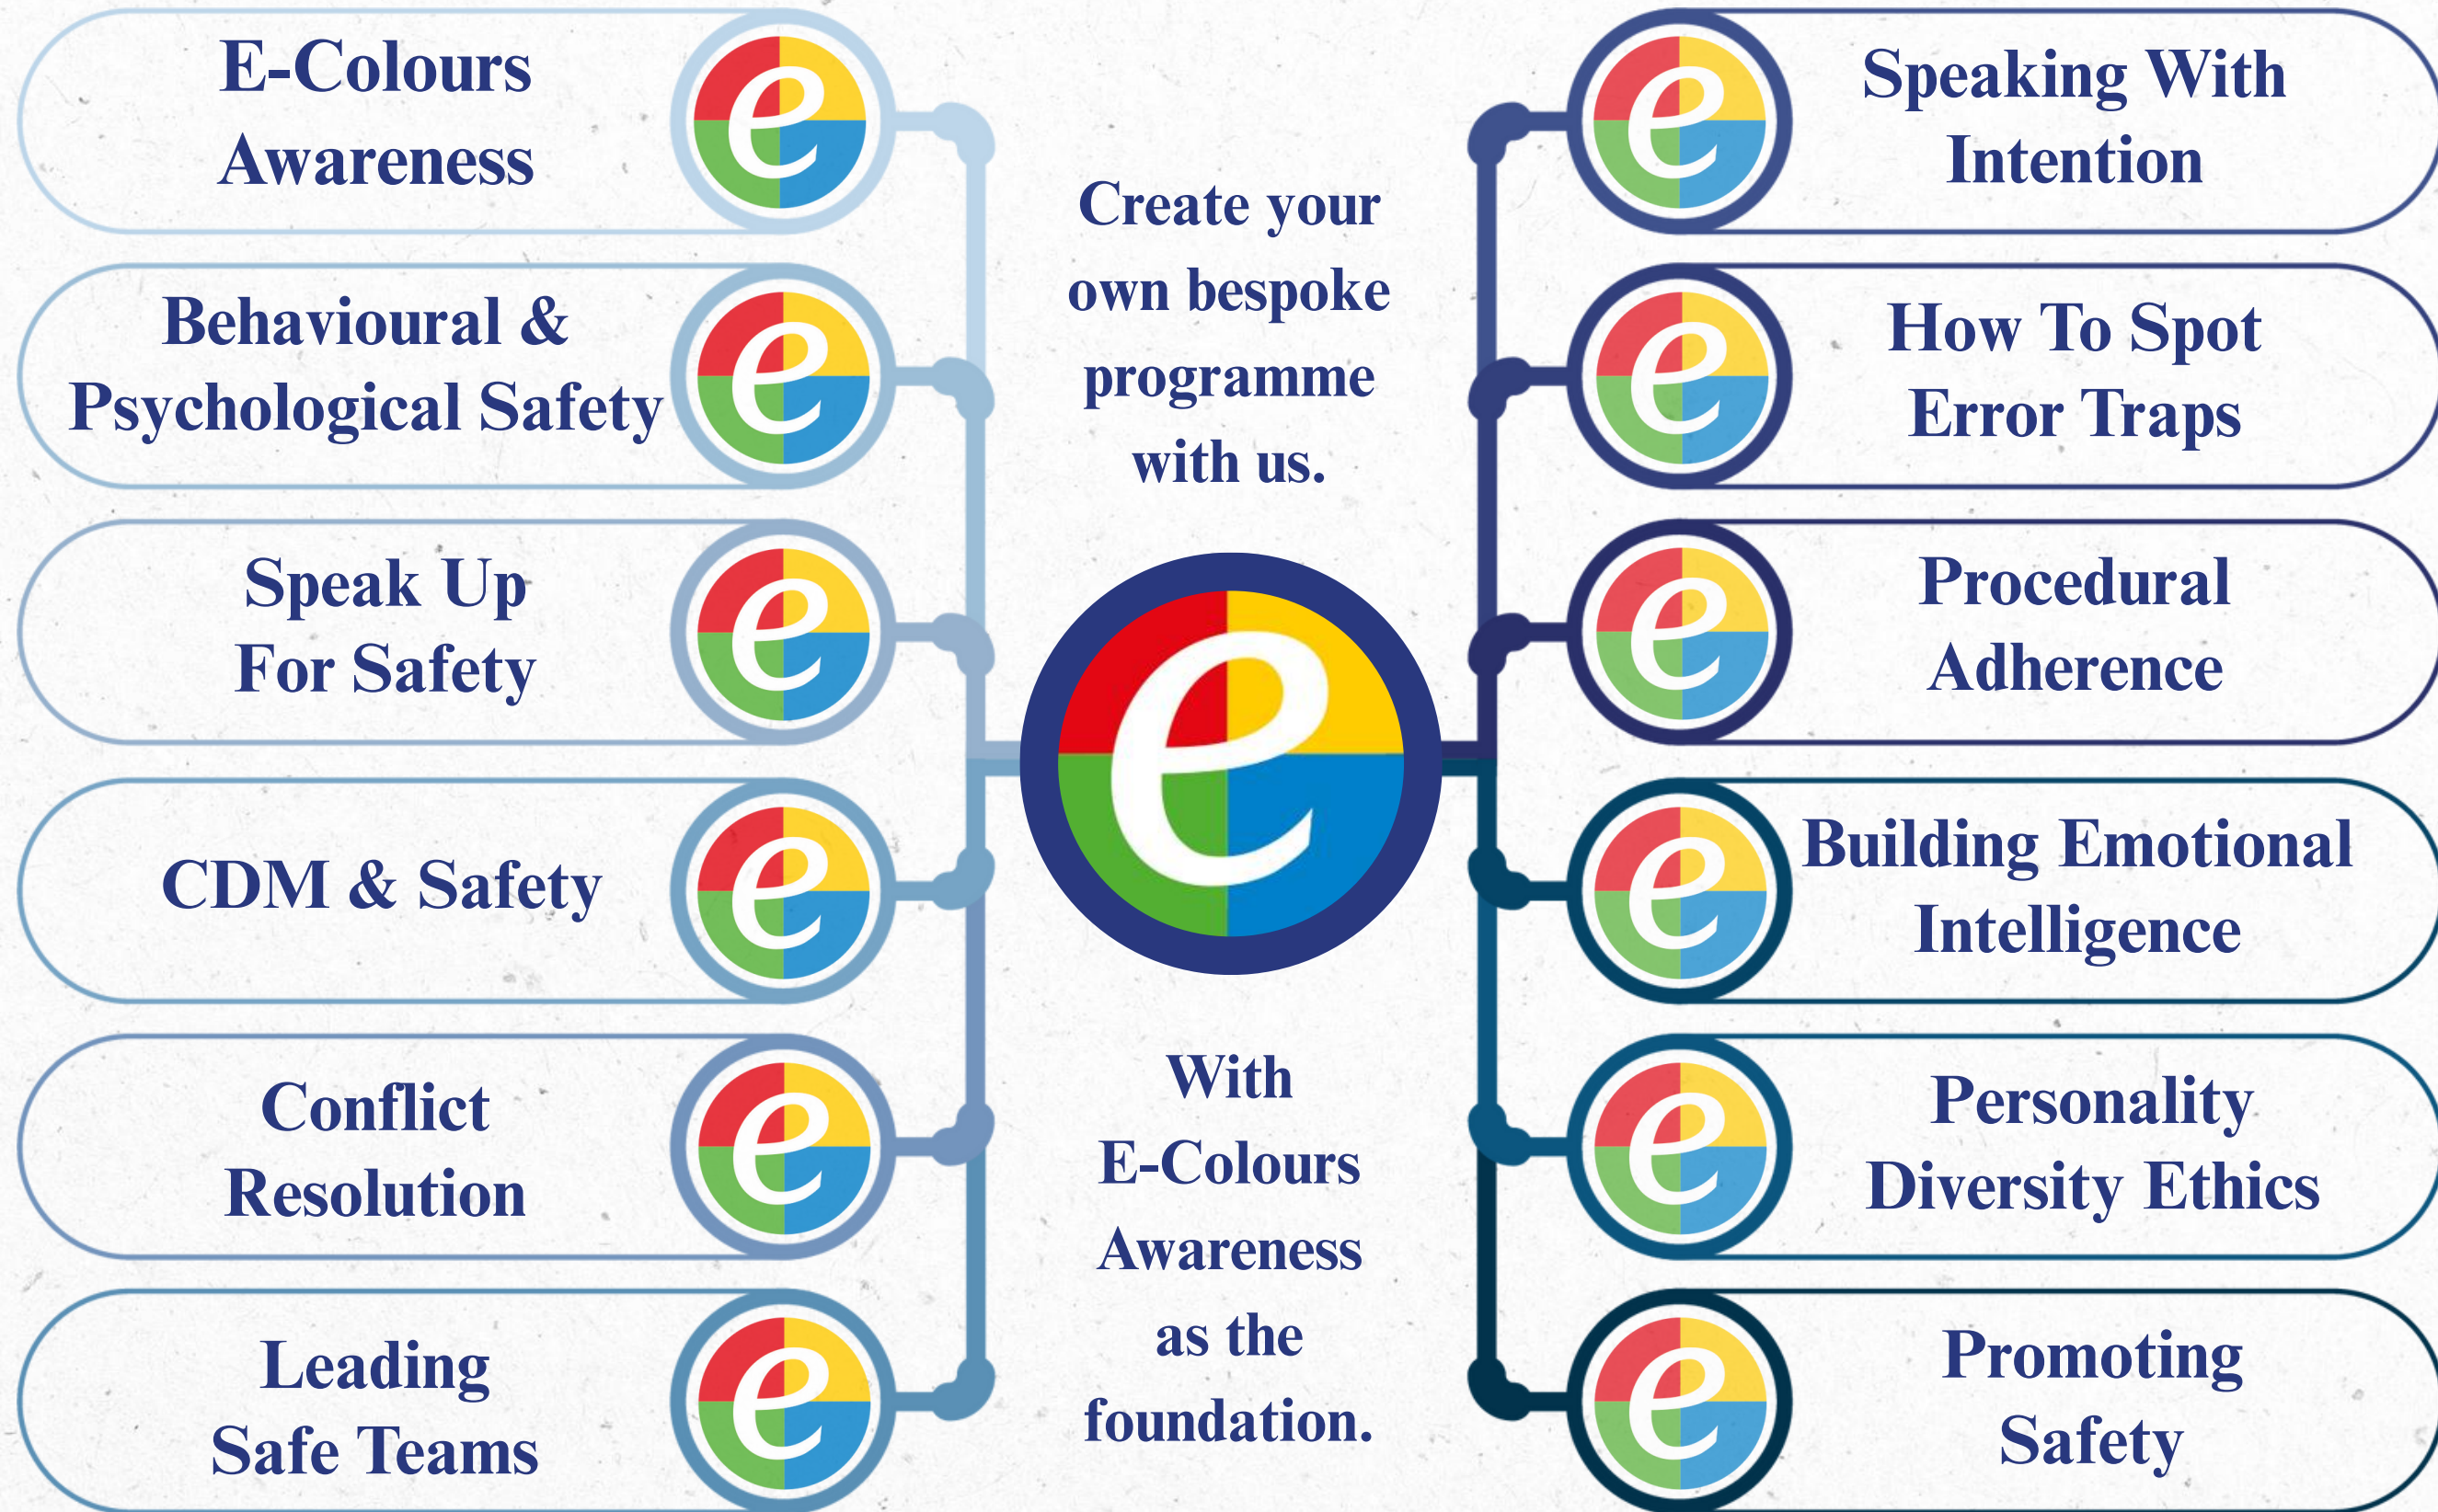 E-Colours
Awareness
Behavioural &
Psychological Safety
Speak Up
For Safety
CDM & Safety
Conflict
Resolution
Leading
Safe Teams
Create your
own bespoke
programme
with us.
e
With
E-Colours
Awareness
as the
foundation.
Speaking With
Intention
How To Spot
Error Traps
Procedural
Adherence
Building Emotional
Intelligence
Personality
Diversity Ethics
Promoting
Safety